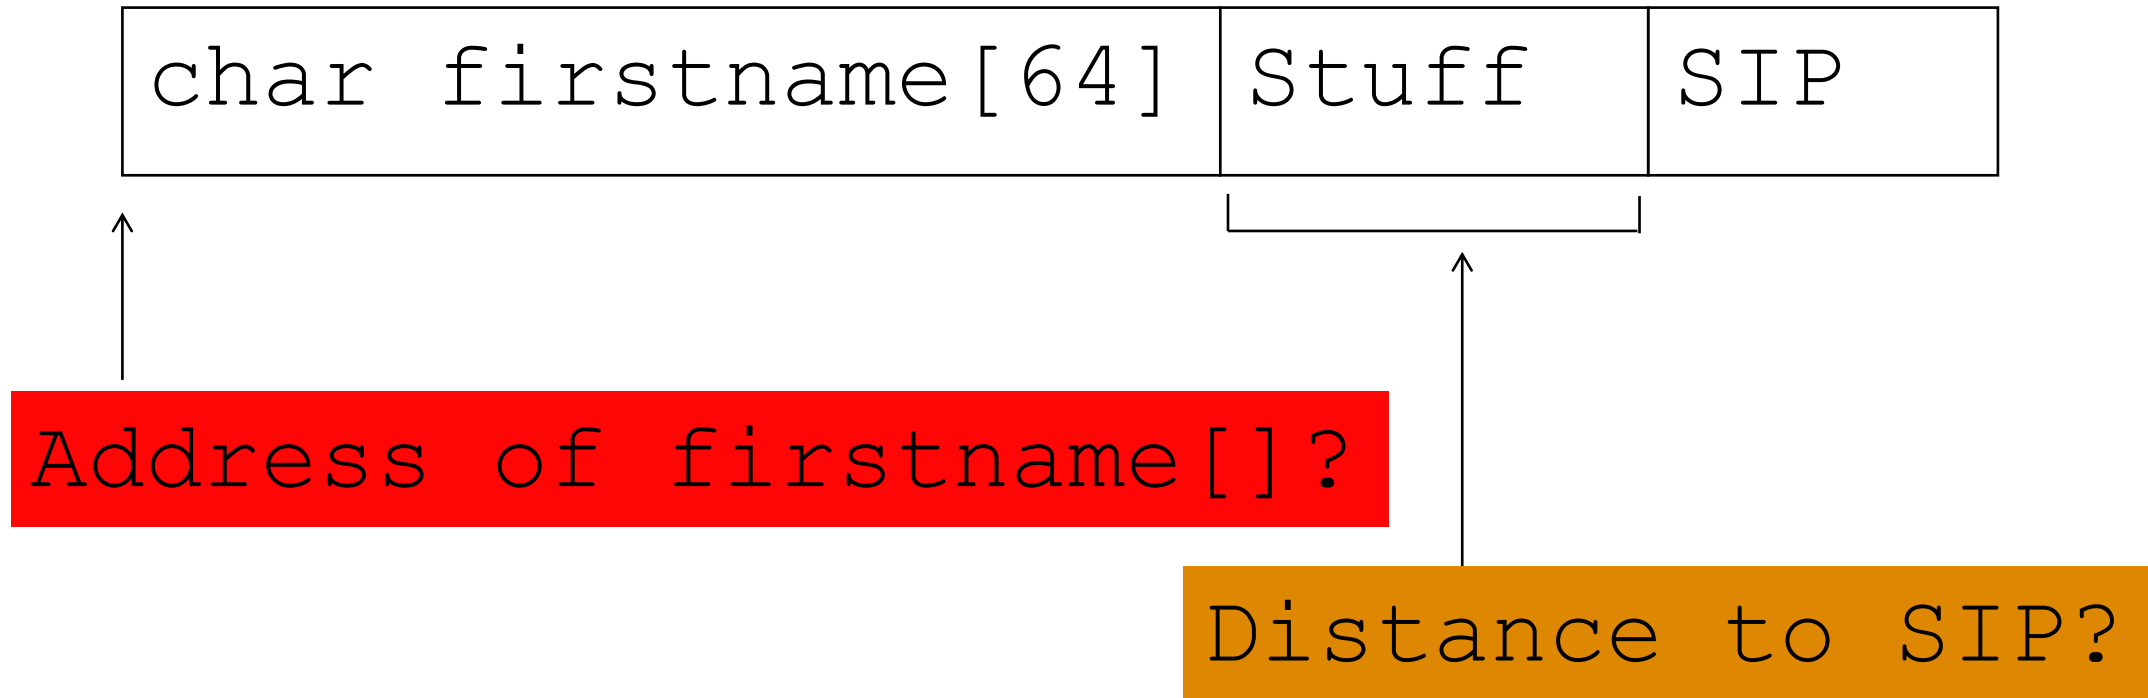 char firstname[64] Stuff SIP
Address of firstname[]?
Distance to SIP?